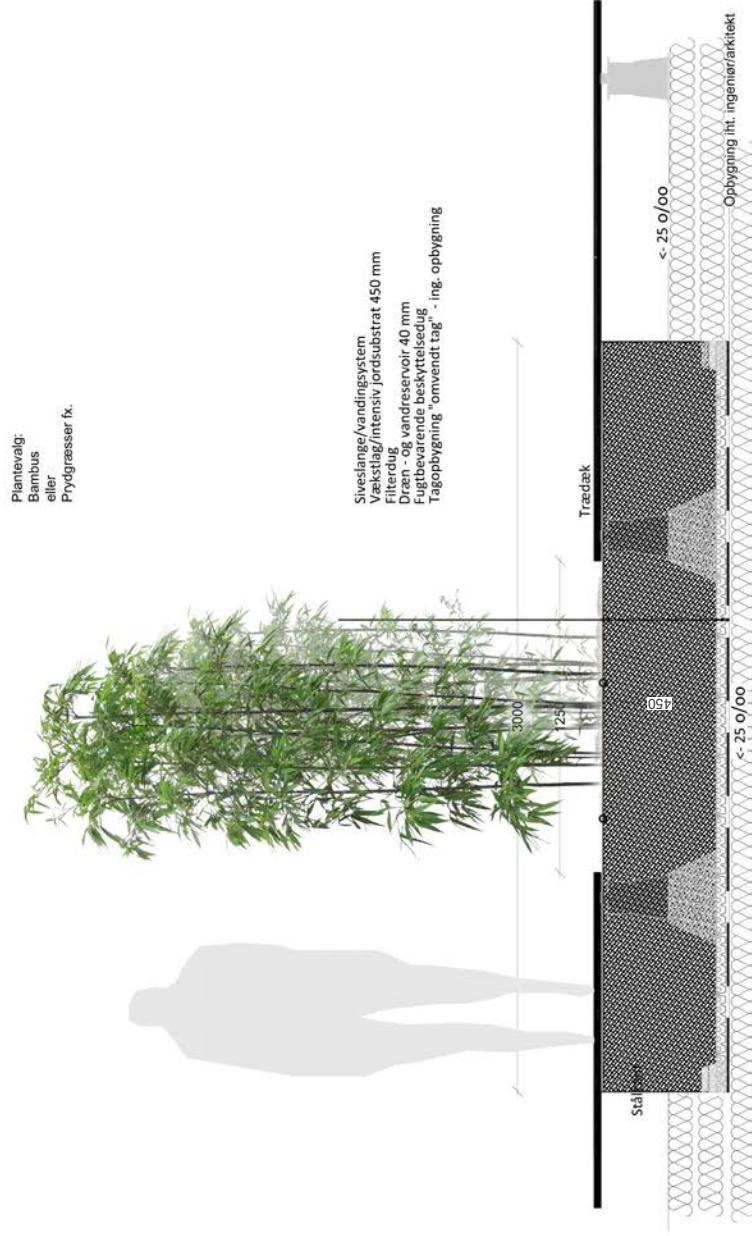 Plantevalg:
Bambus
eller
Prydgræsser fx.
Siveslange/vandingsystem
Vækstlag/intensiv jordsubstrat 450 mm
Filterdug
Dræn - og vandreservoir 40 mm
Fugtbevarende beskyttelsedug
Tagopbygning "omvendt tag" - ing. opbygning
3000
Trædæk
450
<- 25 o/oo
<- 25 o/oo
Opbygning iht. ingeniør/arkitekt